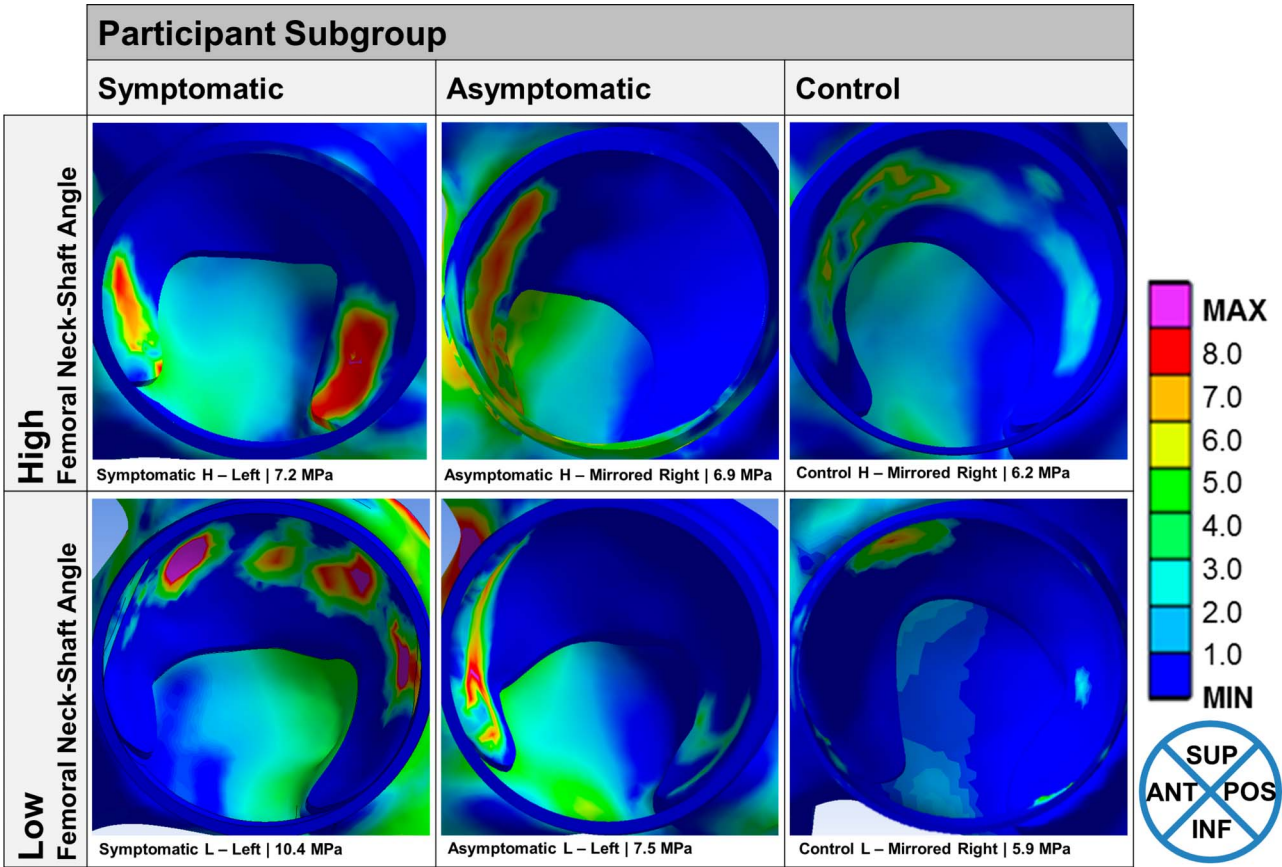 Participant Subgroup
Symptomatic
Asymptomatic
Control
High
Femoral Neck-Shaft Angle
Symptomatic H – Left | 7.2 MPa
Asymptomatic H – Mirrored Right | 6.9 MPa
Control H – Mirrored Right | 6.2 MPa
Low
Femoral Neck-Shaft Angle
Symptomatic L – Left | 10.4 MPa
Asymptomatic L – Left | 7.5 MPa
Control L – Mirrored Right | 5.9 MPa
MAX
8.0
7.0
6.0
5.0
4.0
3.0
2.0
1.0
MIN
SUP
ANT POS
INF